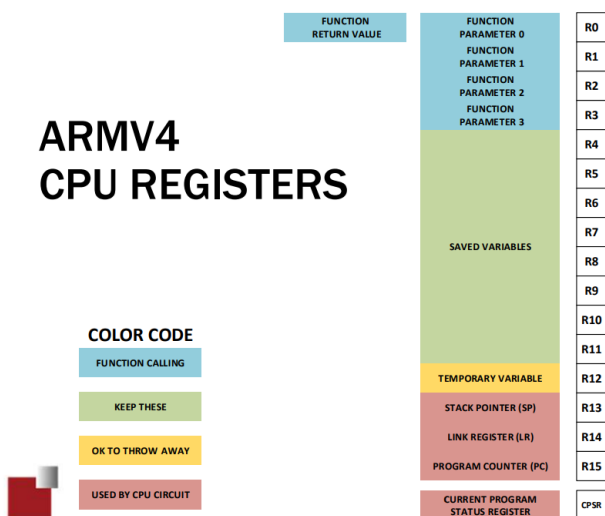 FUNCTION
RETURN VALUE
FUNCTION
PARAMETER 0
FUNCTION
PARAMETER 1
FUNCTION
PARAMETER 2
FUNCTION
PARAMETER 3
R0
R1
R2
R3
ARMV4
CPU REGISTERS
SAVED VARIABLES
R4
R5
R6
R7
R8
R9
R10
R11
COLOR CODE
FUNCTION CALLING
KEEP THESE
OK TO THROW AWAY
USED BY CPU CIRCUIT
TEMPORARY VARIABLE
R12
STACK POINTER (SP)
R13
LINK REGISTER (LR)
R14
PROGRAM COUNTER (PC)
R15
CURRENT PROGRAM
STATUS REGISTER
CPSR